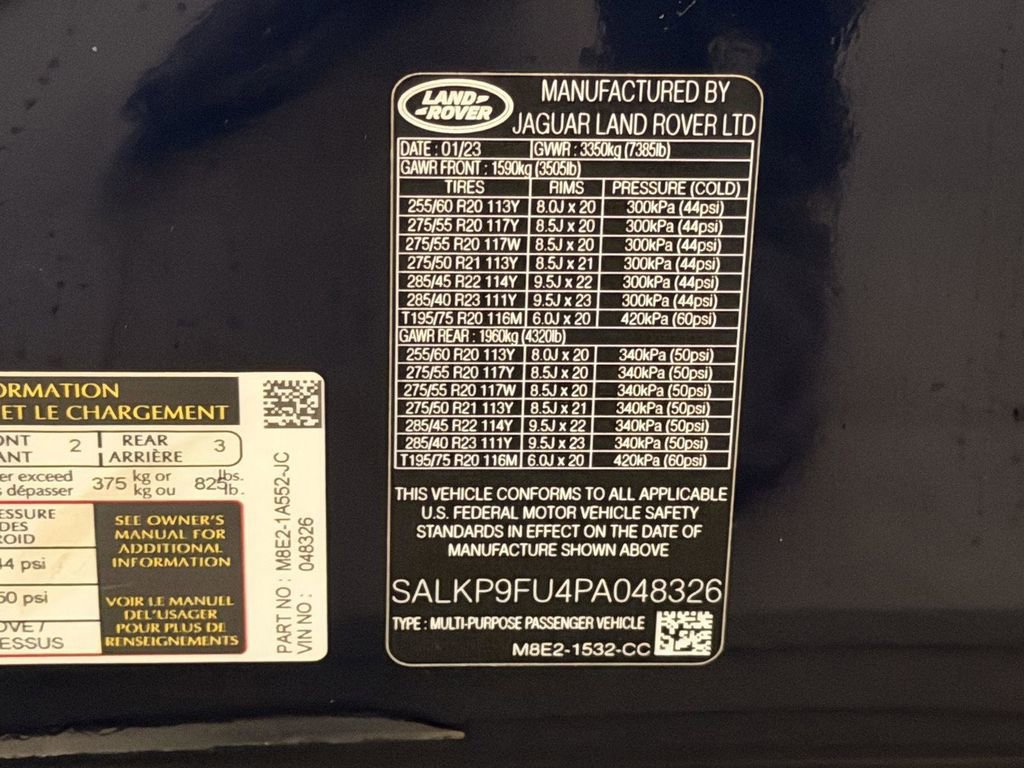 LAND-
-ROVER
MANUFACTURED BY
JAGUAR LAND ROVER LTD
DATE : 01/23 GVWR : 3350kg (7385lb)
GAWR FRONT : 1590kg (3505lb)
TIRES RIMS PRESSURE (COLD)
255/60 R20 113Y 8.0J x 20 300kPa (44psi)
275/55 R20 117Y 8.5J x 20 300kPa (44psi)
275/55 R20 117W 8.5J x 20 300kPa (44psi)
275/50 R21 113Y 8.5J x 21 300kPa (44psi)
285/45 R22 114Y 9.5J x 22 300kPa (44psi)
285/40 R23 111Y 9.5J x 23 300kPa (44psi)
T195/75 R20 116M 6.0J x 20 420kPa (60psi)
GAWR REAR : 1960kg (4320lb)
255/60 R20 113Y 8.0J x 20 340kPa (50psi)
275/55 R20 117Y 8.5J x 20 340kPa (50psi)
275/55 R20 117W 8.5J x 20 340kPa (50psi)
275/50 R21 113Y 8.5J x 21 340kPa (50psi)
285/45 R22 114Y 9.5J x 22 340kPa (50psi)
285/40 R23 111Y 9.5J x 23 340kPa (50psi)
T195/75 R20 116M 6.0J x 20 420kPa (60psi)
THIS VEHICLE CONFORMS TO ALL APPLICABLE
U.S. FEDERAL MOTOR VEHICLE SAFETY
STANDARDS IN EFFECT ON THE DATE OF
MANUFACTURE SHOWN ABOVE
SALKP9FU4PA048326
TYPE : MULTI-PURPOSE PASSENGER VEHICLE
M8E2-1532-CC
ORMATION
ET LE CHARGEMENT
ONT 2 REAR 3
ANT ARRIÈRE
er exceed 375 kg or 825 lbs.
s dépasser kg ou lb.
ESSURE
DES
ROID
44 psi
50 psi
OVE /
ESSUS
SEE OWNER'S
MANUAL FOR
ADDITIONAL
INFORMATION
VOIR LE MANUEL
DEL'USAGER
POUR PLUS DE
RENSEIGNEMENTS
PART NO : M8E2-1A552-JC
VIN NO : 048326